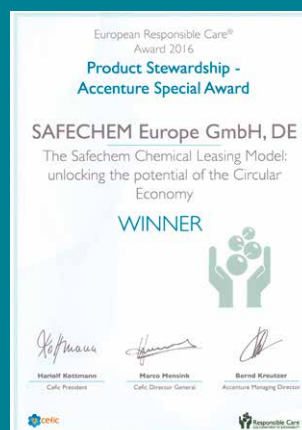 European Responsible Care®
Award 2016
Product Stewardship -
Accenture Special Award
SAFECHEM Europe GmbH, DE
The Safechem Chemical Leasing Model:
unlocking the potential of the Circular
Economy
WINNER
Hariolf Kottmann
Cefic President
Marco Mensink
Cefic Director General
Bernd Kreutzer
Accenture Managing Director
cefic
Responsible Care